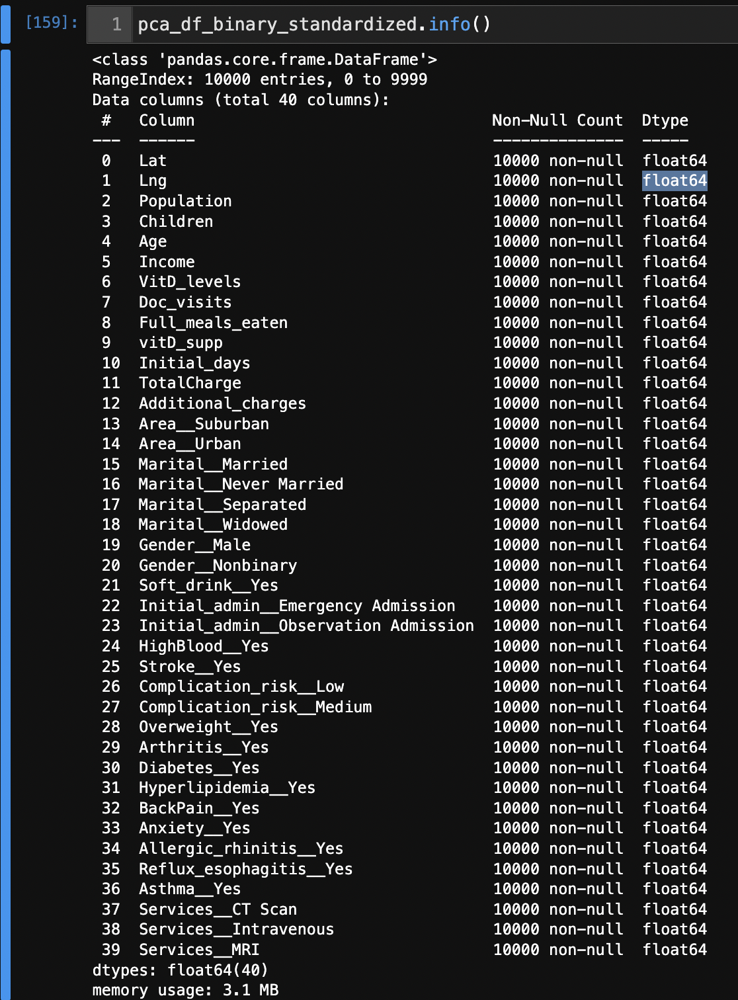 [159]: 1 pca_df_binary_standardized.info()
<class 'pandas.core.frame.DataFrame'>
RangeIndex: 10000 entries, 0 to 9999
Data columns (total 40 columns):
 #   Column                                Non-Null Count  Dtype
---  ------                                --------------  -----
 0   Lat                                   10000 non-null  float64
 1   Lng                                   10000 non-null  float64
 2   Population                            10000 non-null  float64
 3   Children                              10000 non-null  float64
 4   Age                                   10000 non-null  float64
 5   Income                                10000 non-null  float64
 6   VitD_levels                           10000 non-null  float64
 7   Doc_visits                            10000 non-null  float64
 8   Full_meals_eaten                      10000 non-null  float64
 9   vitD_supp                             10000 non-null  float64
 10  Initial_days                          10000 non-null  float64
 11  TotalCharge                           10000 non-null  float64
 12  Additional_charges                    10000 non-null  float64
 13  Area__Suburban                        10000 non-null  float64
 14  Area__Urban                           10000 non-null  float64
 15  Marital__Married                      10000 non-null  float64
 16  Marital__Never Married                10000 non-null  float64
 17  Marital__Separated                    10000 non-null  float64
 18  Marital__Widowed                      10000 non-null  float64
 19  Gender__Male                          10000 non-null  float64
 20  Gender__Nonbinary                     10000 non-null  float64
 21  Soft_drink__Yes                       10000 non-null  float64
 22  Initial_admin__Emergency Admission    10000 non-null  float64
 23  Initial_admin__Observation Admission  10000 non-null  float64
 24  HighBlood__Yes                        10000 non-null  float64
 25  Stroke__Yes                           10000 non-null  float64
 26  Complication_risk__Low                10000 non-null  float64
 27  Complication_risk__Medium             10000 non-null  float64
 28  Overweight__Yes                       10000 non-null  float64
 29  Arthritis__Yes                        10000 non-null  float64
 30  Diabetes__Yes                         10000 non-null  float64
 31  Hyperlipidemia__Yes                   10000 non-null  float64
 32  BackPain__Yes                         10000 non-null  float64
 33  Anxiety__Yes                          10000 non-null  float64
 34  Allergic_rhinitis__Yes                10000 non-null  float64
 35  Reflux_esophagitis__Yes               10000 non-null  float64
 36  Asthma__Yes                           10000 non-null  float64
 37  Services__CT Scan                     10000 non-null  float64
 38  Services__Intravenous                 10000 non-null  float64
 39  Services__MRI                         10000 non-null  float64
dtypes: float64(40)
memory usage: 3.1 MB